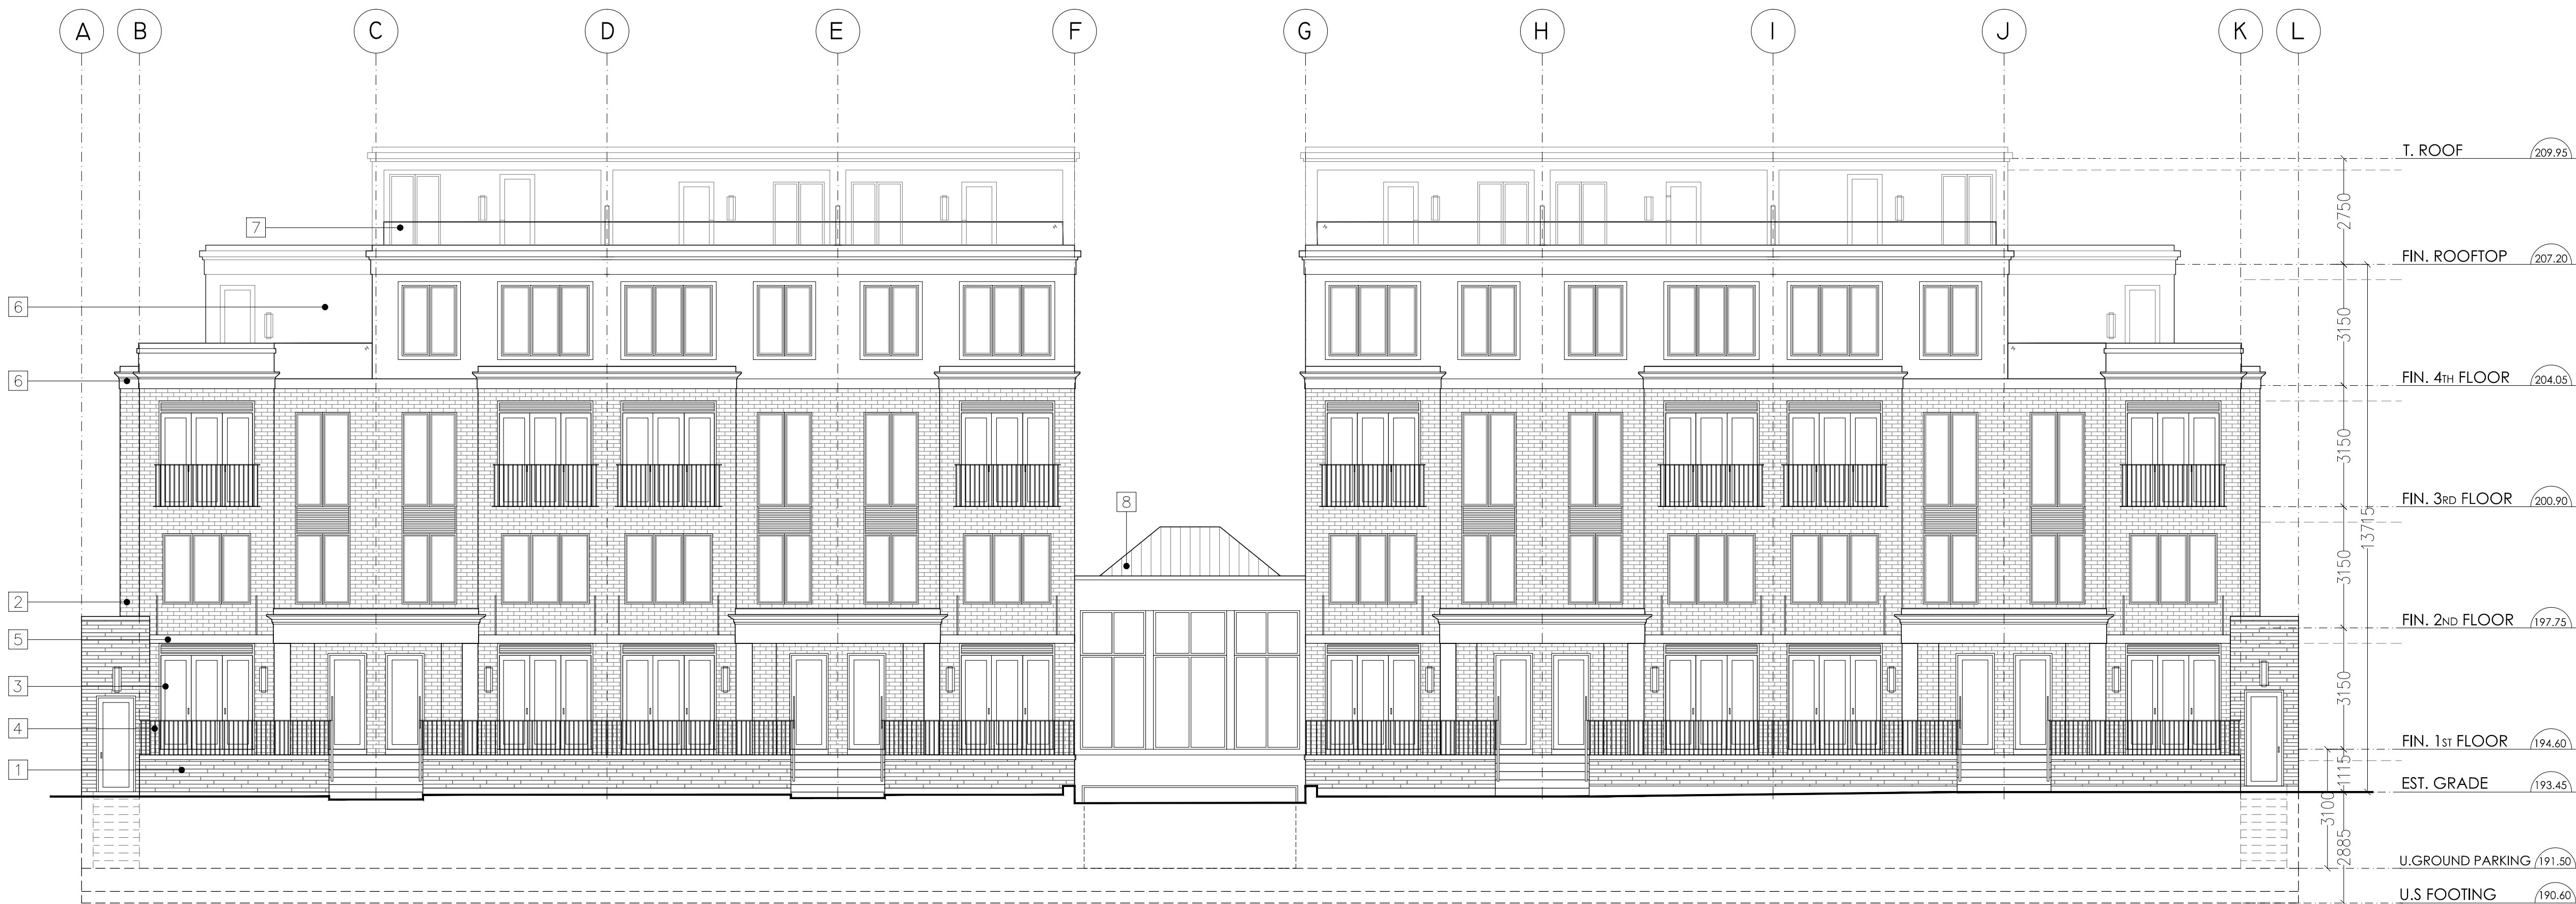 A B C D E F G H I J K L
T. ROOF 209.95
2750
7
FIN. ROOFTOP 207.20
6
3150
6
FIN. 4TH FLOOR 204.05
3150
8
FIN. 3RD FLOOR 200.90
13715
3150
2
FIN. 2ND FLOOR 197.75
5
3
3150
4
FIN. 1ST FLOOR 194.60
1
1115
EST. GRADE 193.45
3100
2885
U.GROUND PARKING 191.50
U.S FOOTING 190.60